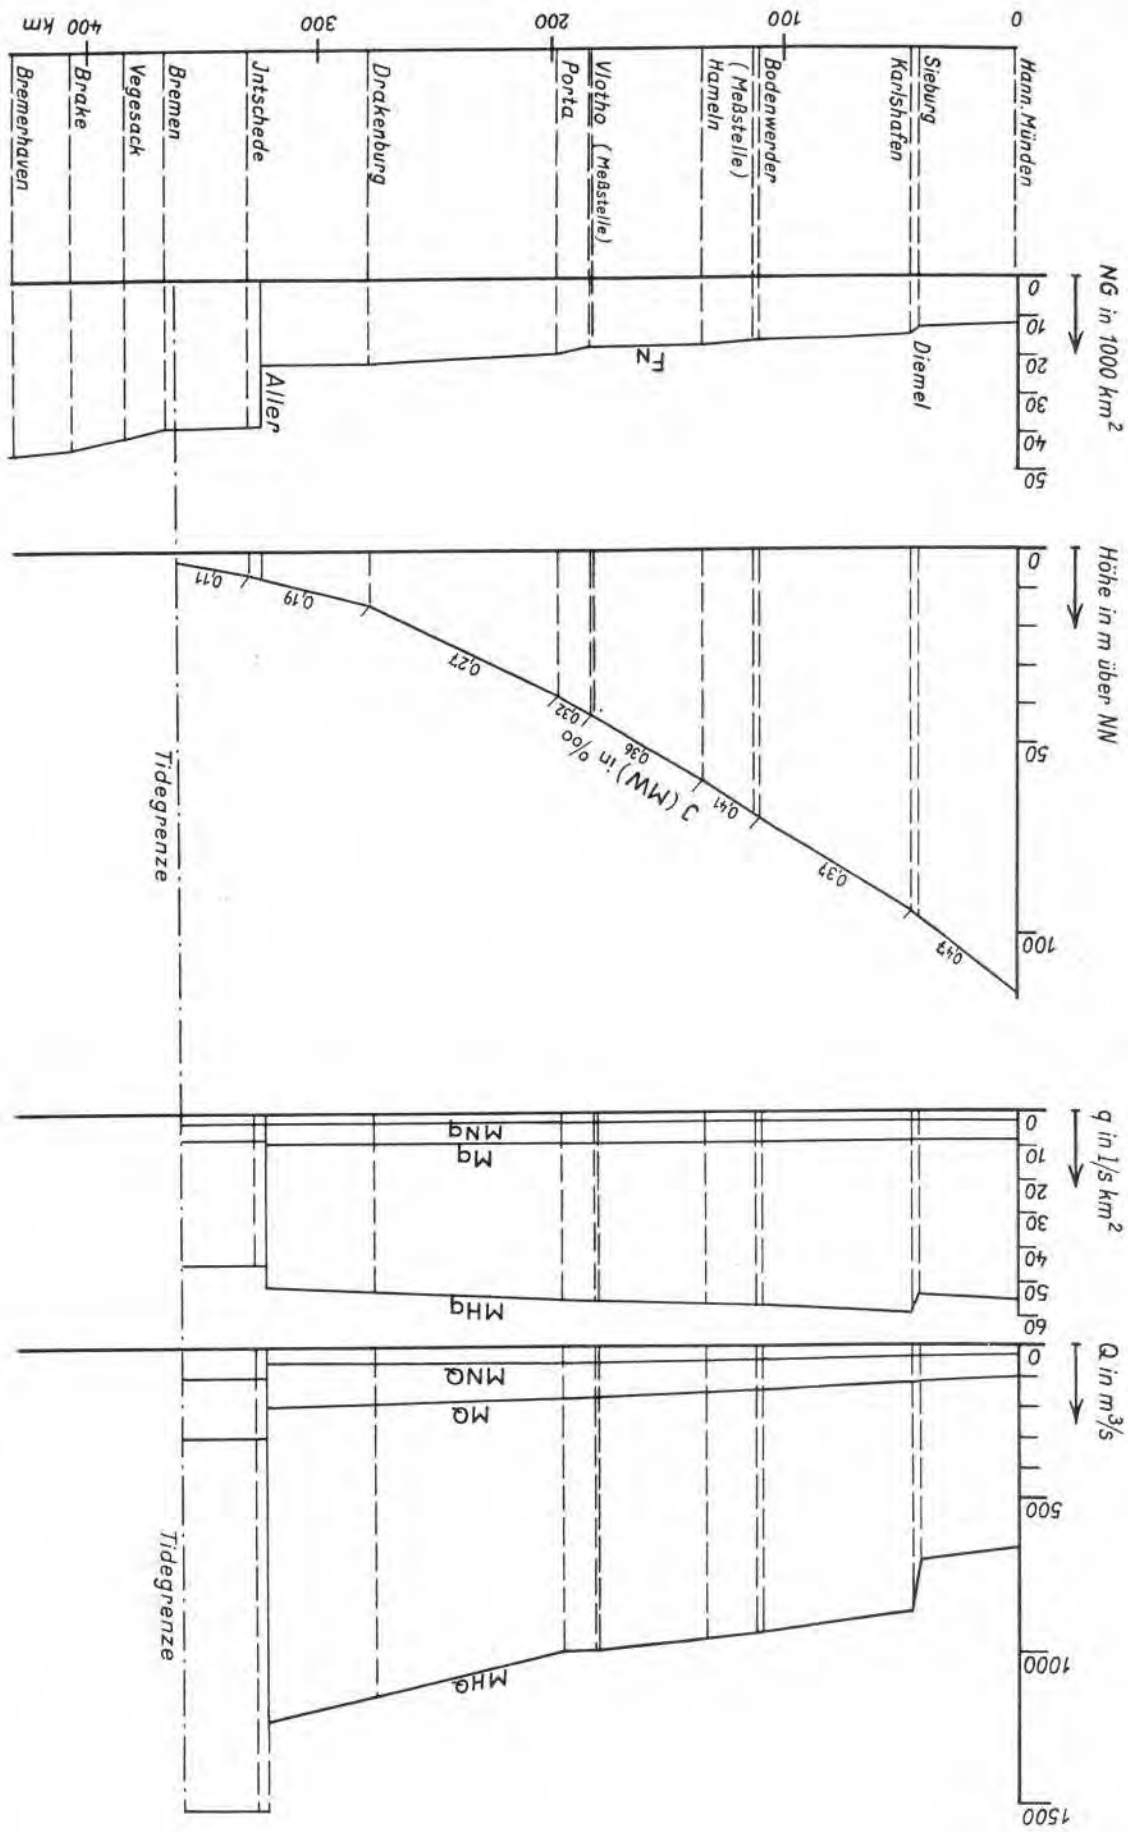 km 400 300 200 100 0
Bremerhaven
Brake
Vegesack
Bremen
Jntschede
Drakenburg
Porta
Vlotho (Meßstelle)
Hameln
(Meßstelle)
Bodenwerder
Karlshafen
Sieburg
Hann. Münden
NG in 1000 km²
0
10
20
30
40
50
FN
Diemel
Aller
Höhe in m über NN
0
50
100
0,11
0,19
0,27
0,32
0,36
0,41
0,37
0,47
J (MW) in ‰
Tidegrenze
q in l/s km²
0
10
20
30
40
50
60
MNq
Mq
MHq
Q in m³/s
0
500
1000
1500
MNQ
MQ
MHQ
Tidegrenze